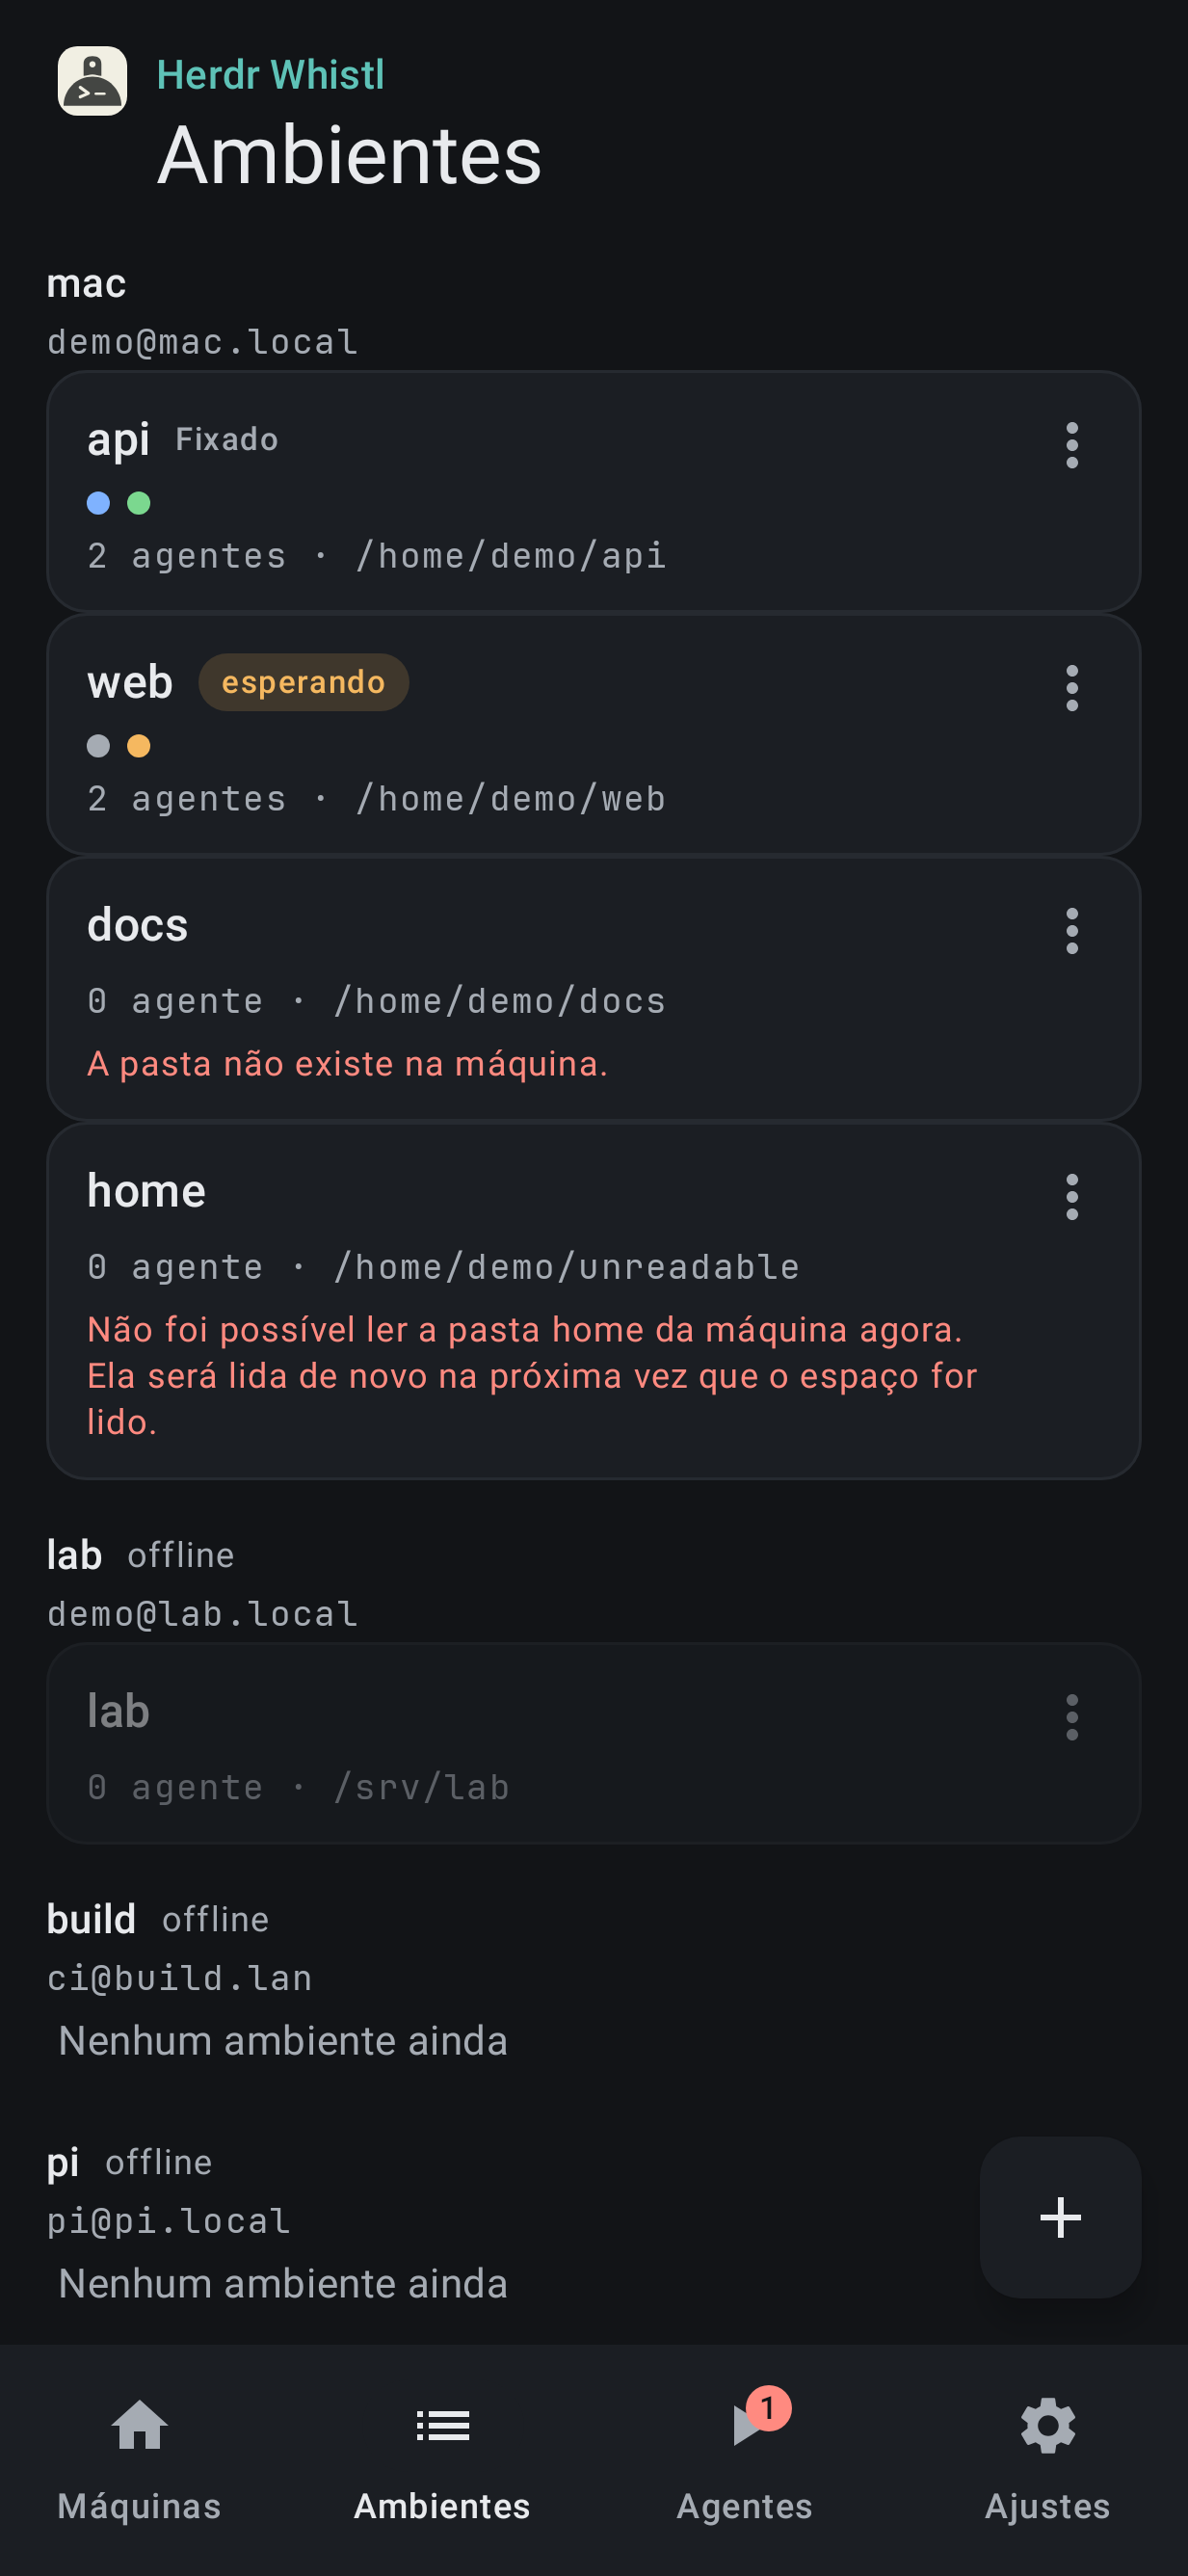 Herdr Whistl
Ambientes
mac
demo@mac.local
api Fixado
2 agentes · /home/demo/api
web esperando
2 agentes · /home/demo/web
docs
0 agente · /home/demo/docs
A pasta não existe na máquina.
home
0 agente · /home/demo/unreadable
Não foi possível ler a pasta home da máquina agora.
Ela será lida de novo na próxima vez que o espaço for
lido.
lab offline
demo@lab.local
lab
0 agente · /srv/lab
build offline
ci@build.lan
Nenhum ambiente ainda
pi offline
pi@pi.local
Nenhum ambiente ainda
1
Máquinas Ambientes Agentes Ajustes